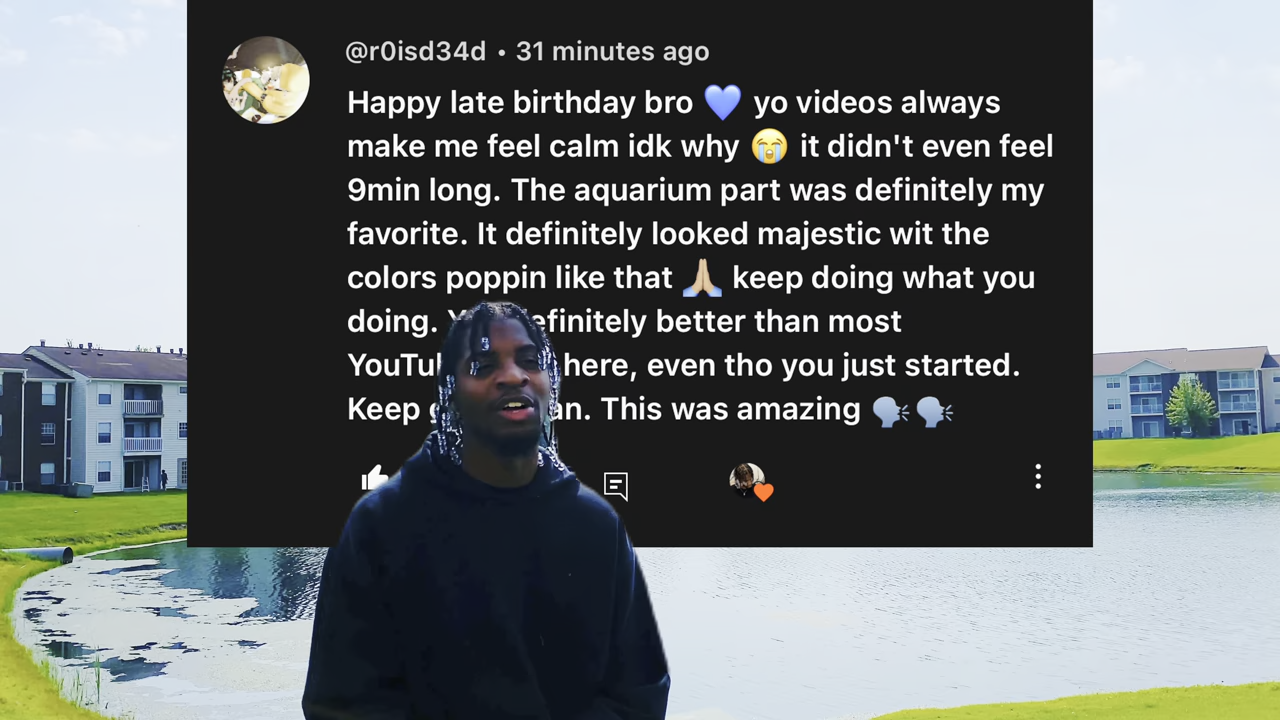 @r0isd34d • 31 minutes ago
Happy late birthday bro 💙 yo videos always
make me feel calm idk why 😭 it didn't even feel
9min long. The aquarium part was definitely my
favorite. It definitely looked majestic wit the
colors poppin like that 🙏🏼 keep doing what you
doing. better than most
here, even tho you just started.
Keep This was amazing 🗣️🗣️